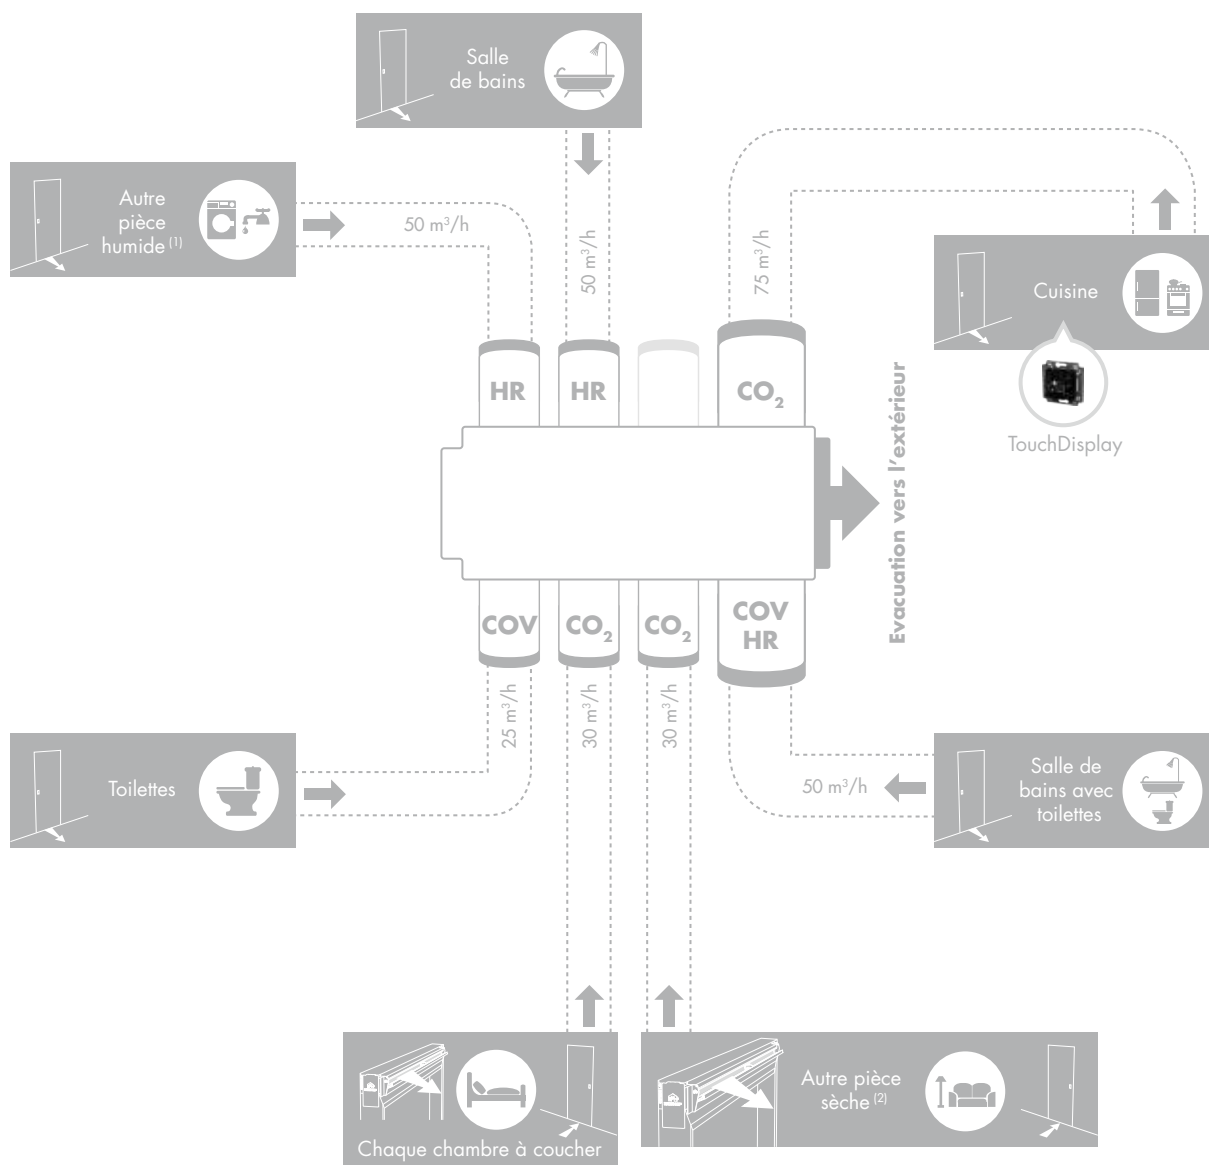 Salle
de bains
Autre
pièce
humide (1)
50 m³/h
50 m³/h
75 m³/h
Cuisine
TouchDisplay
HR
HR
CO₂
Evacuation vers l'extérieur
COV
CO₂
CO₂
COV
HR
25 m³/h
30 m³/h
30 m³/h
Toilettes
50 m³/h
Salle de
bains avec
toilettes
Chaque chambre à coucher
Autre pièce
sèche (2)